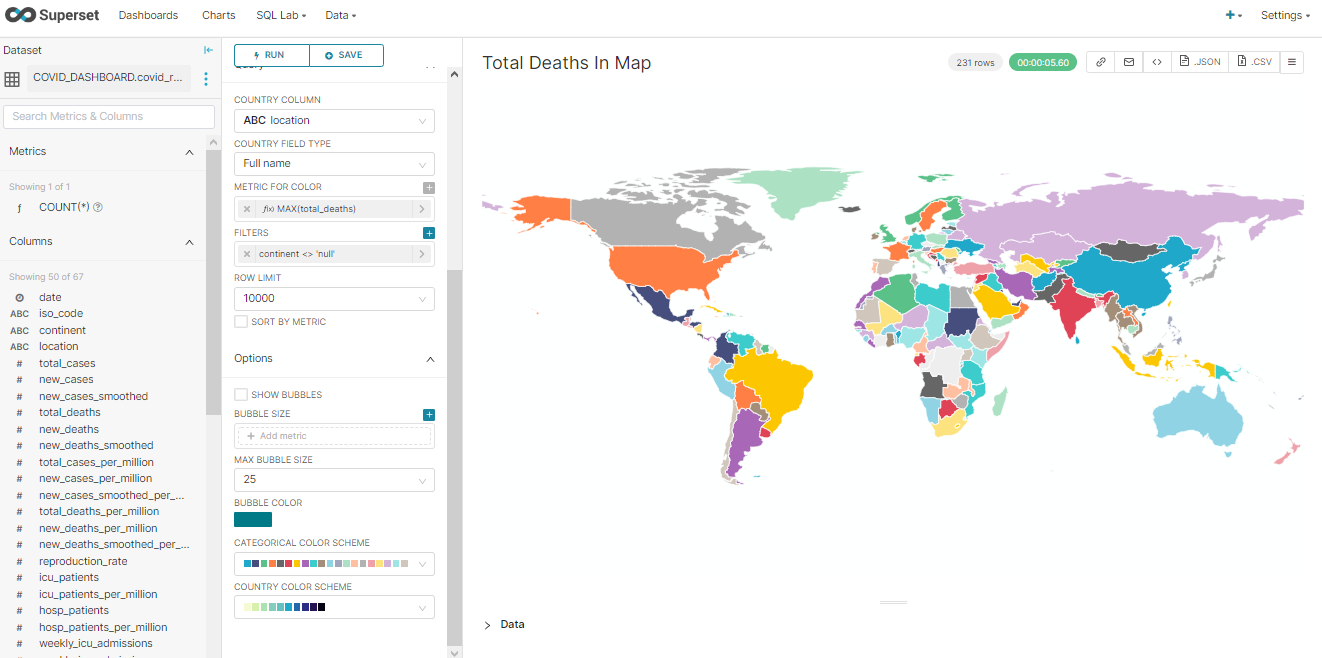 Superset Dashboards Charts SQL Lab Data Settings
Dataset
COVID_DASHBOARD.covid_r...
Search Metrics & Columns
Metrics
Showing 1 of 1
ƒ COUNT(*)
Columns
Showing 50 of 67
date
ABC iso_code
ABC continent
ABC location
# total_cases
# new_cases
# new_cases_smoothed
# total_deaths
# new_deaths
# new_deaths_smoothed
# total_cases_per_million
# new_cases_per_million
# new_cases_smoothed_per_...
# total_deaths_per_million
# new_deaths_per_million
# new_deaths_smoothed_per_...
# reproduction_rate
# icu_patients
# icu_patients_per_million
# hosp_patients
# hosp_patients_per_million
# weekly_icu_admissions
RUN SAVE
COUNTRY COLUMN
ABC location
COUNTRY FIELD TYPE
Full name
METRIC FOR COLOR
ƒ(x) MAX(total_deaths)
FILTERS
continent <> 'null'
ROW LIMIT
10000
SORT BY METRIC
Options
SHOW BUBBLES
BUBBLE SIZE
+ Add metric
MAX BUBBLE SIZE
25
BUBBLE COLOR
CATEGORICAL COLOR SCHEME
COUNTRY COLOR SCHEME
Total Deaths In Map
231 rows 00:00:05.60 .JSON .CSV
Data